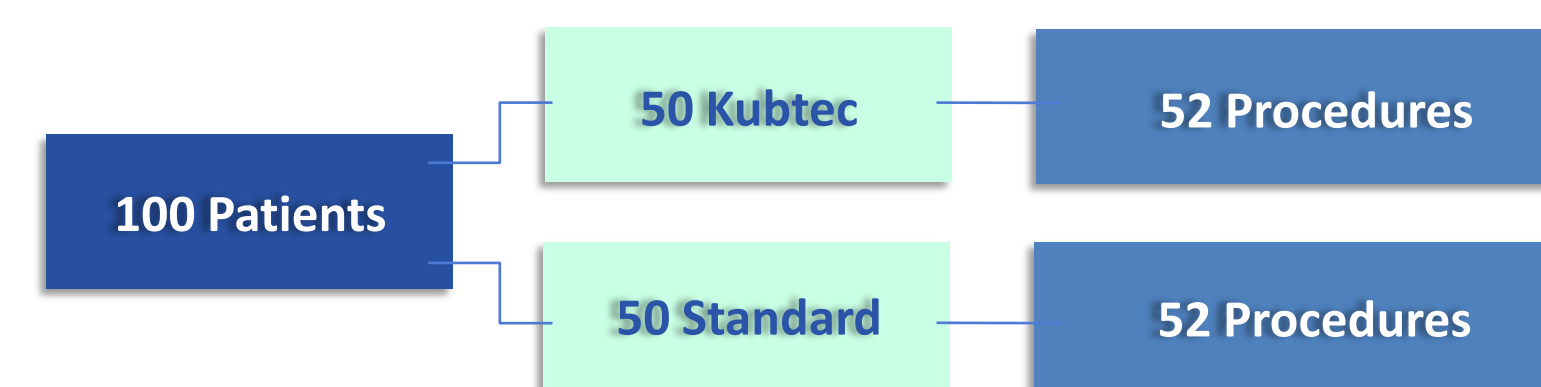 100 Patients
50 Kubtec
52 Procedures
50 Standard
52 Procedures